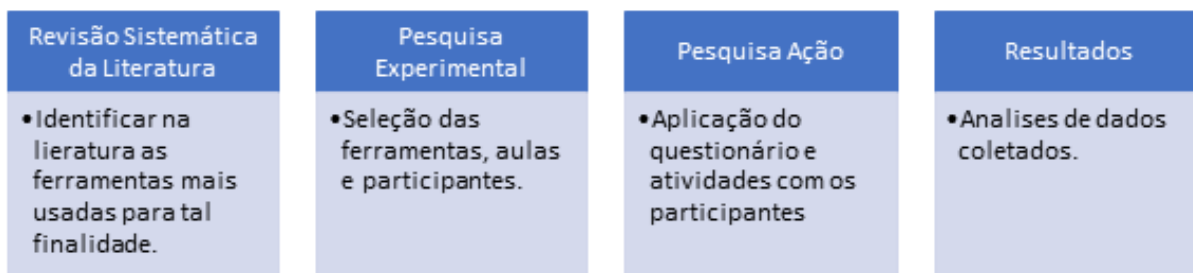 Revisão Sistemática
da Literatura
•Identificar na
lieratura as
ferramentas mais
usadas para tal
finalidade.
Pesquisa
Experimental
•Seleção das
ferramentas, aulas
e participantes.
Pesquisa Ação
•Aplicação do
questionário e
atividades com os
participantes
Resultados
•Analises de dados
coletados.